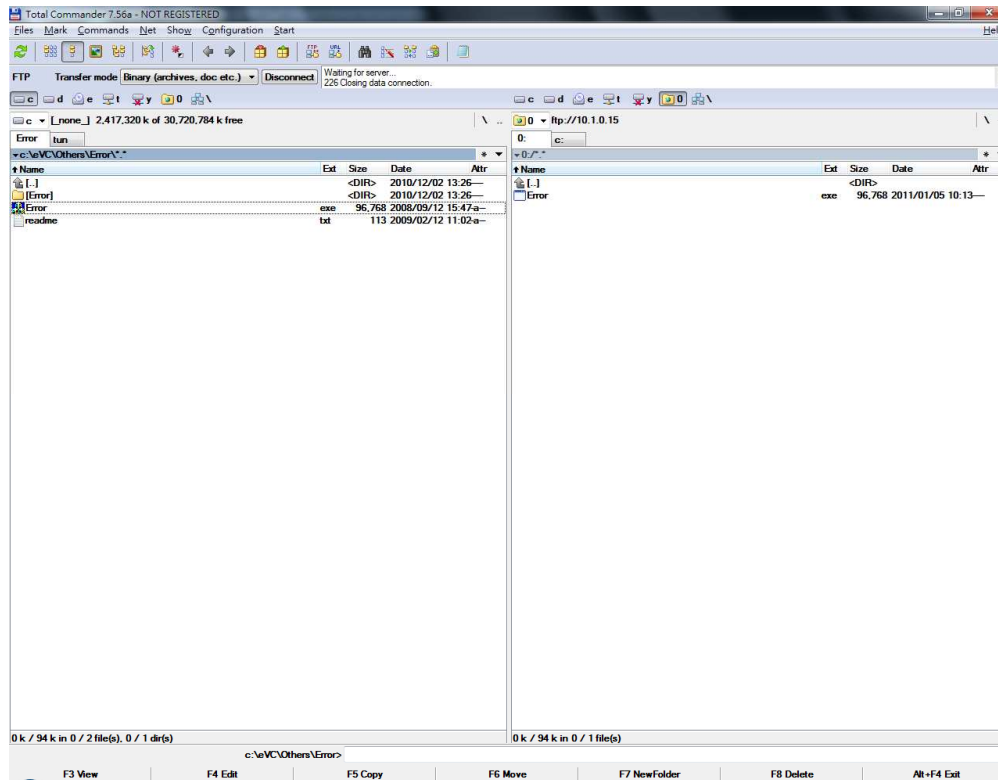 Total Commander 7.56a - NOT REGISTERED
Files Mark Commands Net Show Configuration Start Hel
FTP Transfer mode Binary (archives, doc etc.) Disconnect Waiting for server...
226 Closing data connection.
c d e t y 0 \ c d e t y 0 \
c [_none_] 2,417,320 k of 30,720,784 k free \ .. 0 ftp://10.1.0.15 \
Error tun 0: c:
c:\eVC\Others\Error\*.* * 0:/*.* *
Name Ext Size Date Attr Name Ext Size Date Attr
[..] <DIR> 2010/12/02 13:26---- [..] <DIR>
[Error] <DIR> 2010/12/02 13:26---- Error exe 96,768 2011/01/05 10:13----
Error exe 96,768 2008/09/12 15:47-a--
readme txt 113 2009/02/12 11:02-a--
0 k / 94 k in 0 / 2 file(s), 0 / 1 dir(s) 0 k / 94 k in 0 / 1 file(s)
c:\eVC\Others\Error>
F3 View F4 Edit F5 Copy F6 Move F7 NewFolder F8 Delete Alt+F4 Exit